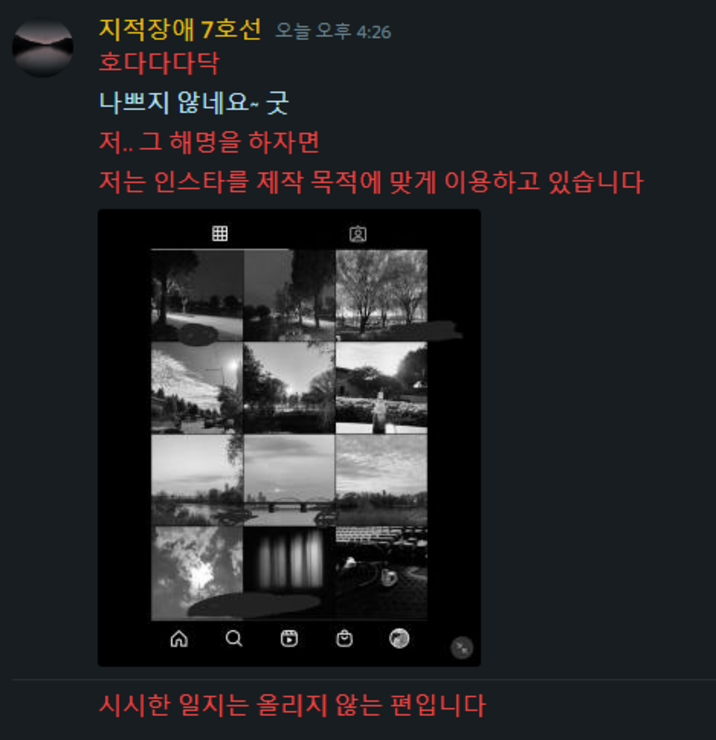 지적장애 7호선 오늘 오후 4:26
호다다다닥
나쁘지 않네요~ 굿
저.. 그 해명을 하자면
저는 인스타를 제작 목적에 맞게 이용하고 있습니다
시시한 일지는 올리지 않는 편입니다